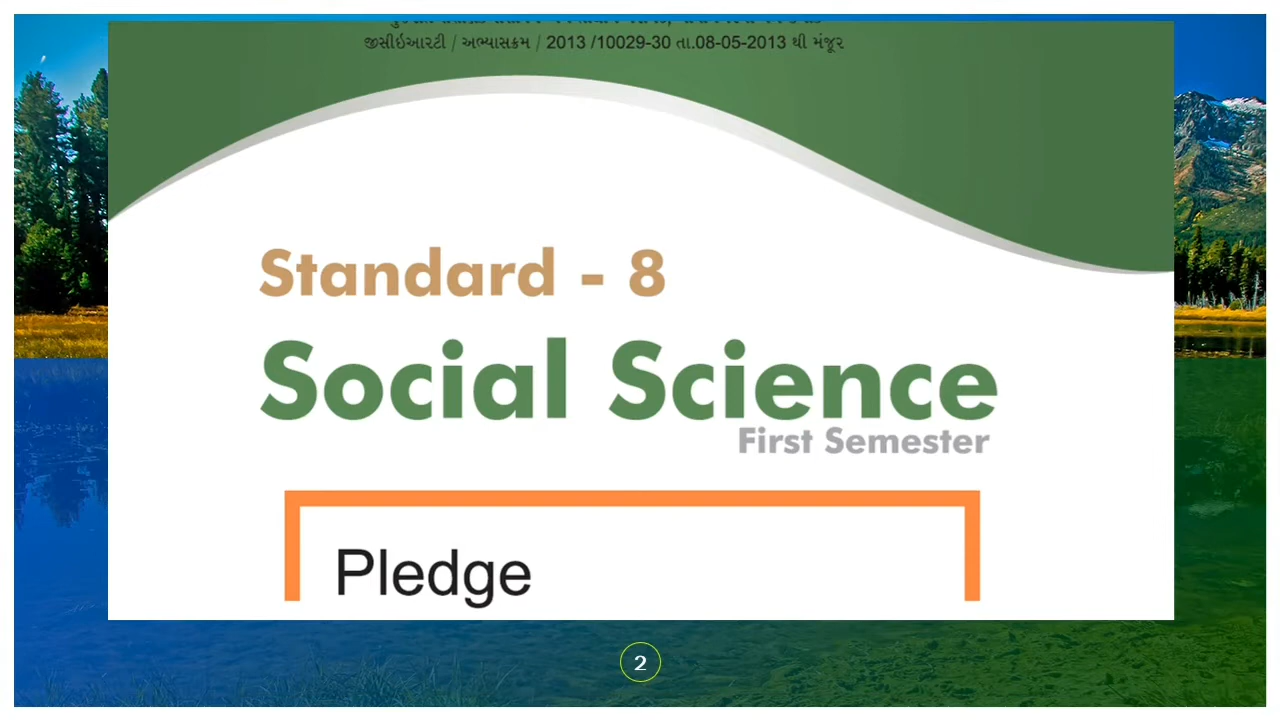 જીસીઇઆરટી / અભ્યાસક્રમ / 2013 /10029-30 તા.08-05-2013 થી મંજૂર
Standard - 8
Social Science
First Semester
Pledge
2